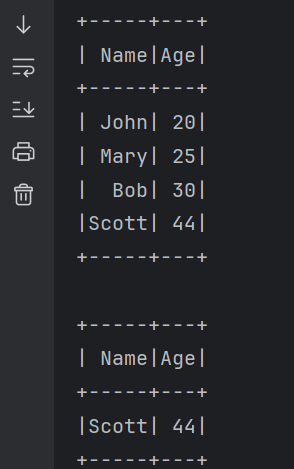 +-----+---+
| Name|Age|
+-----+---+
| John| 20|
| Mary| 25|
|  Bob| 30|
|Scott| 44|
+-----+---+

+-----+---+
| Name|Age|
+-----+---+
|Scott| 44|
+-----+---+